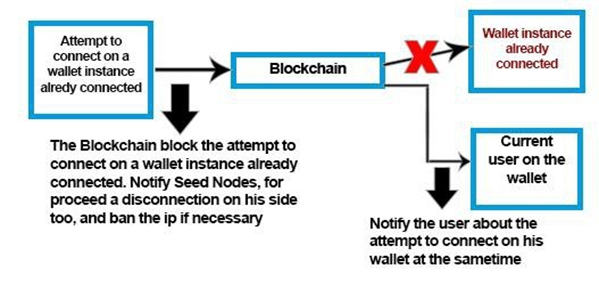 Attempt to
connect on a
wallet instance
alredy connected
Blockchain
X
Wallet instance
already
connected
The Blockchain block the attempt to
connect on a wallet instance already
connected. Notify Seed Nodes, for
proceed a disconnection on his side
too, and ban the ip if necessary
Current
user on the
wallet
Notify the user about the
attempt to connect on his
wallet at the sametime